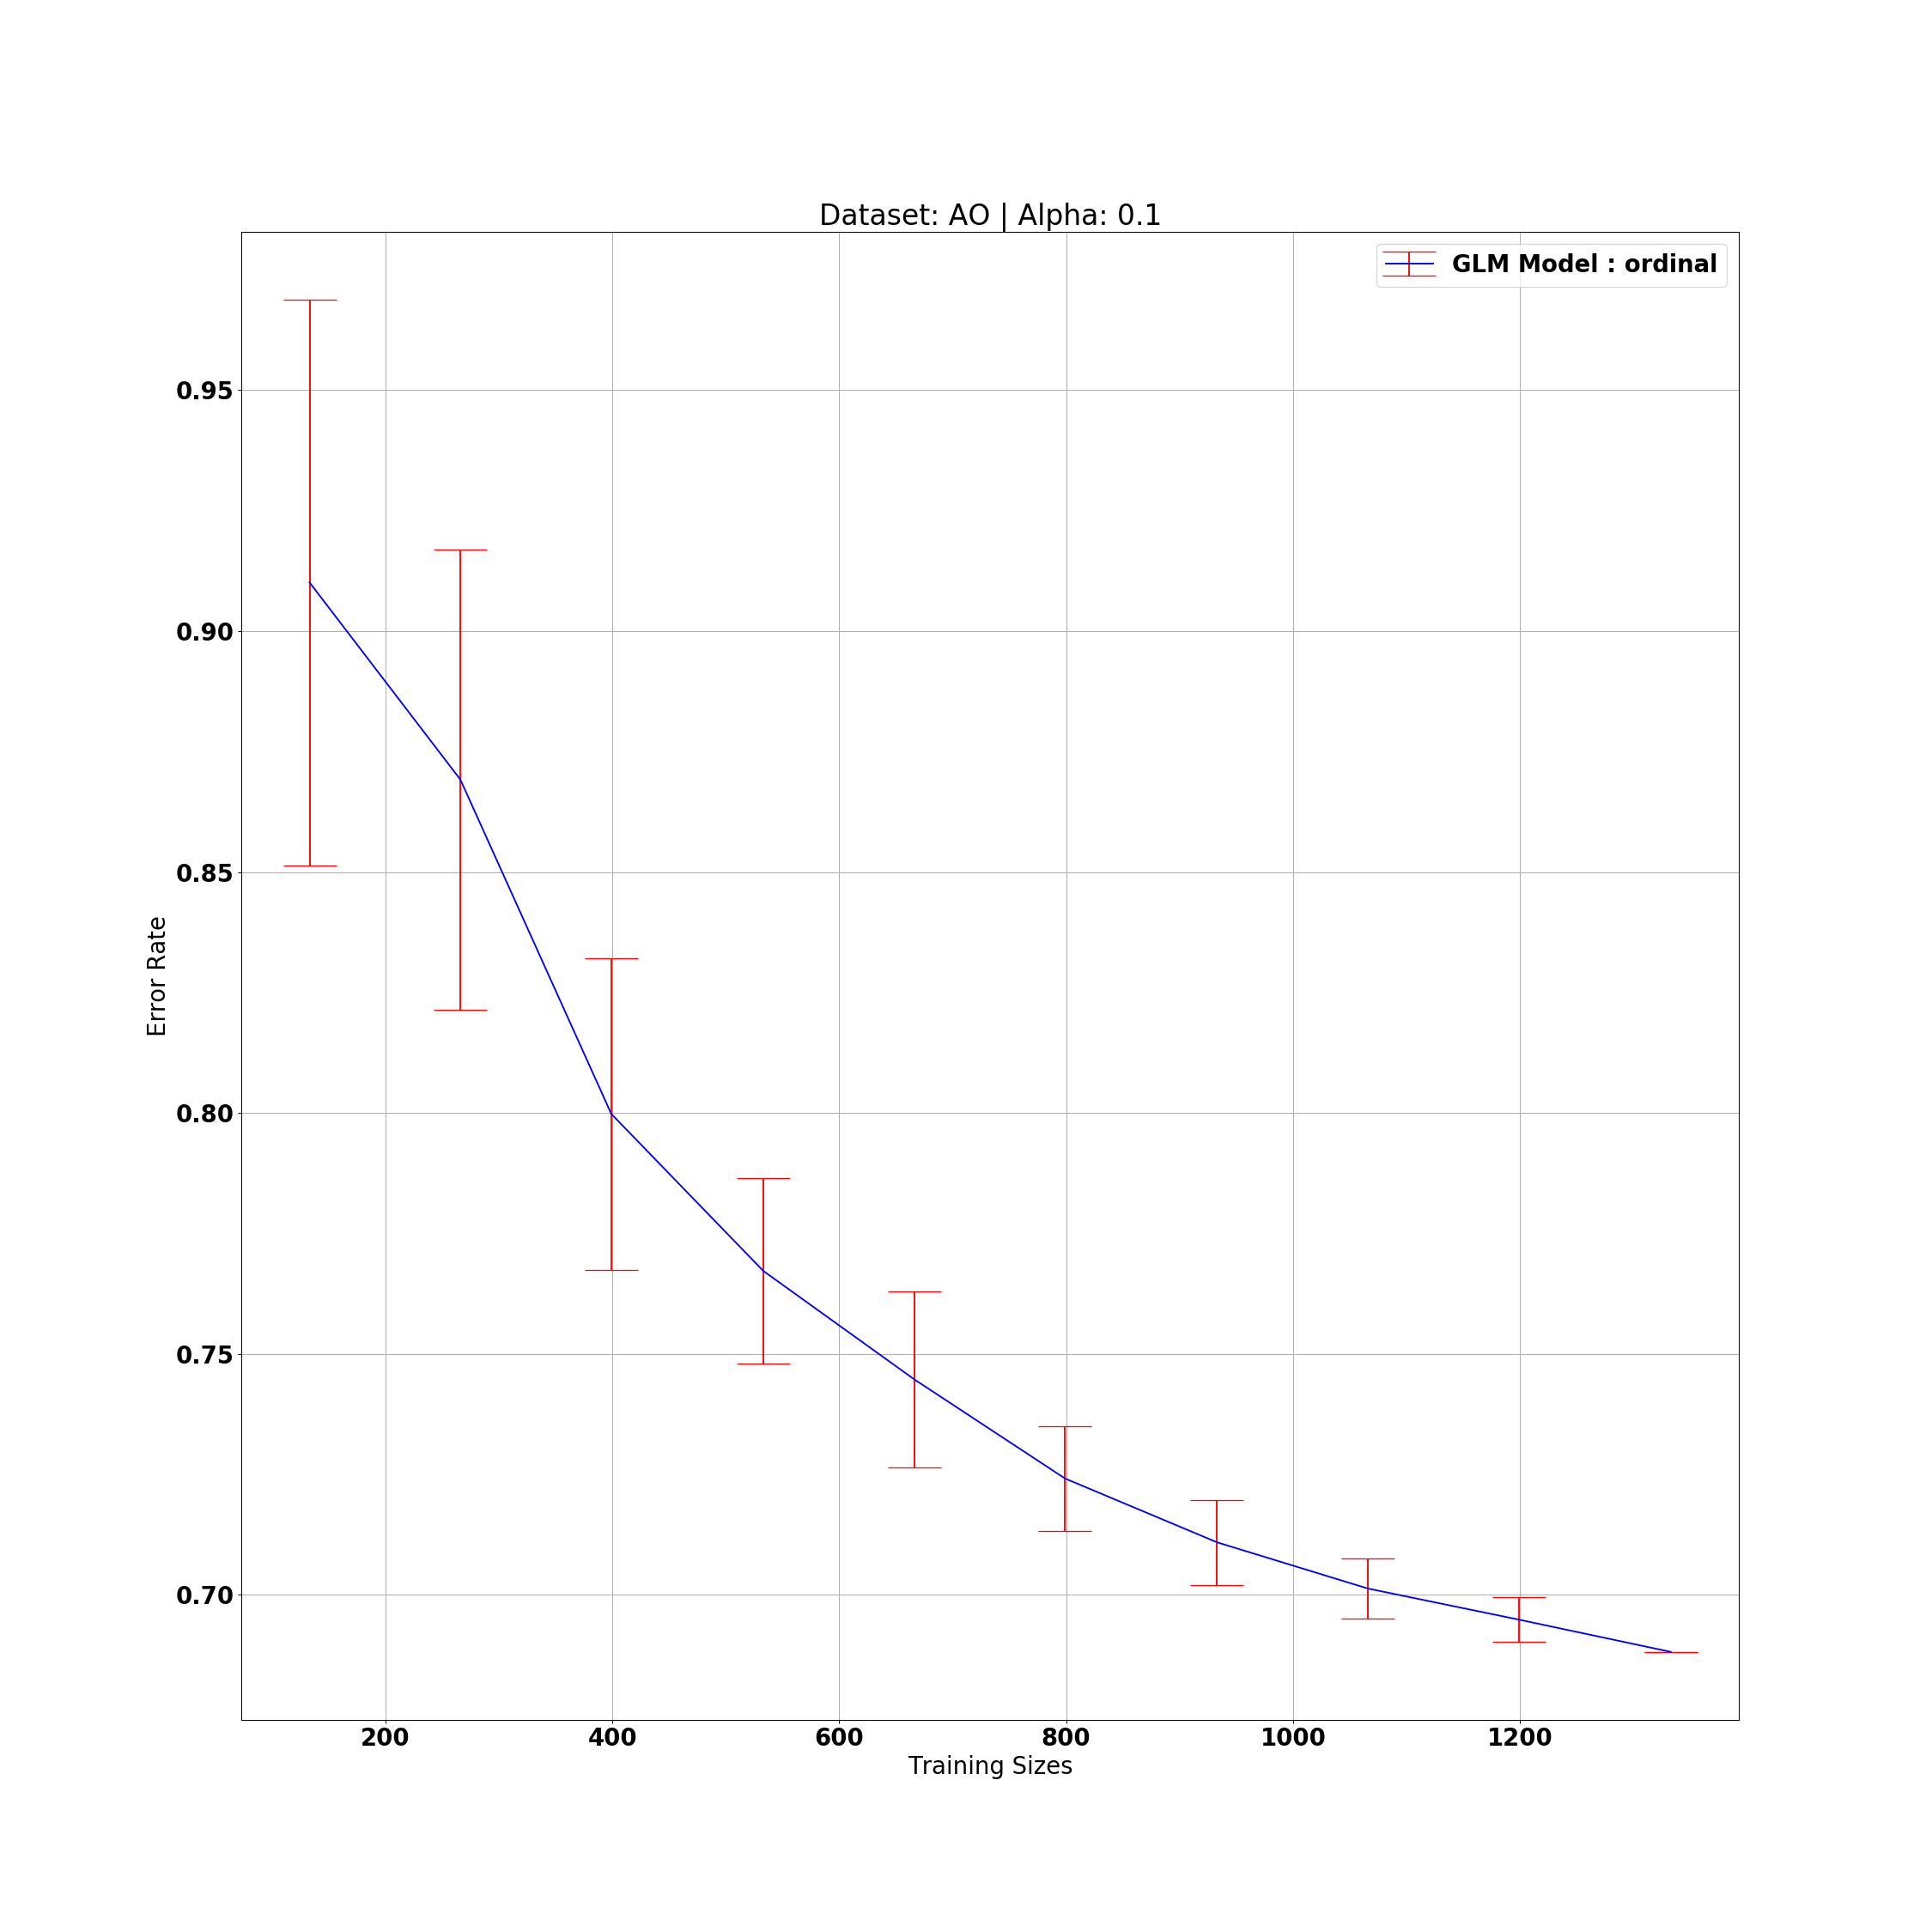 Dataset: AO | Alpha: 0.1
GLM Model : ordinal
0.95
0.90
0.85
0.80
0.75
0.70
Error Rate
200 400 600 800 1000 1200
Training Sizes